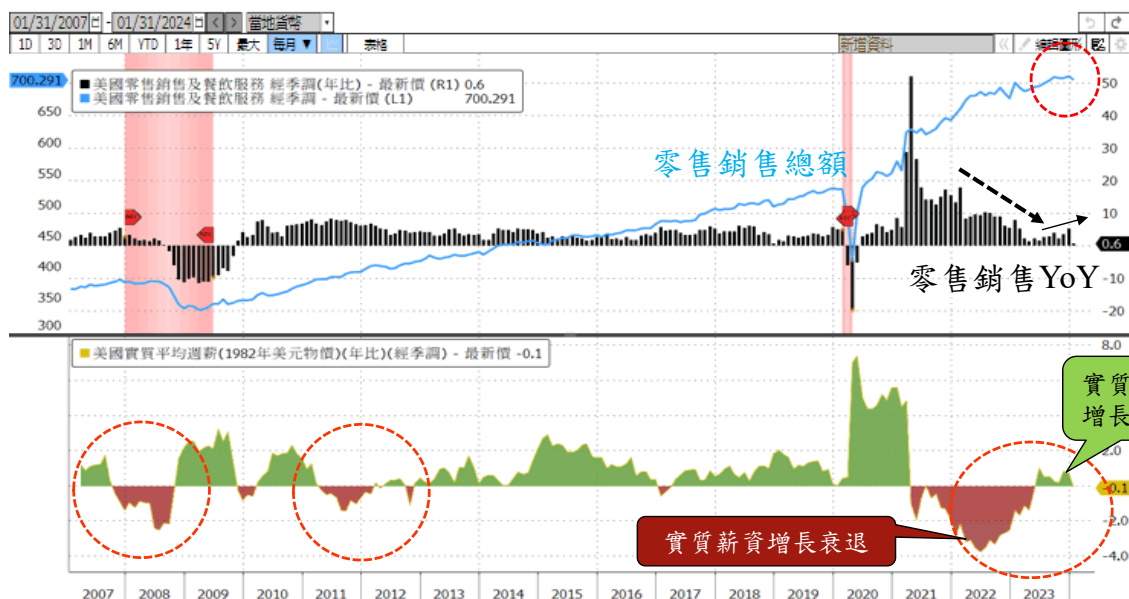 01/31/2007 - 01/31/2024 < > 當地貨幣
1D 3D 1M 6M YTD 1年 5Y 最大 每月 ▼ 表格 新增資料 編輯圖形
700.291
■ 美國零售銷售及餐飲服務 經季調(年比) - 最新價 (R1) 0.6
■ 美國零售銷售及餐飲服務 經季調 - 最新價 (L1) 700.291
650
600
550
500
450
400
350
300
50
40
30
20
10
0.6
-10
-20
零售銷售總額
零售銷售YoY
■ 美國實質平均週薪(1982年美元物價)(年比)(經季調) - 最新價 -0.1
8.0
2.0
-0.1
-2.0
-4.0
實質
增長
實質薪資增長衰退
2007 2008 2009 2010 2011 2012 2013 2014 2015 2016 2017 2018 2019 2020 2021 2022 2023